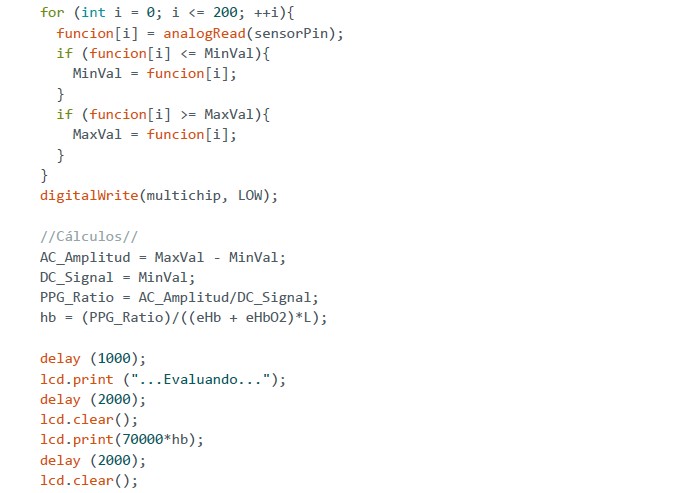 for (int i = 0; i <= 200; ++i){
  funcion[i] = analogRead(sensorPin);
  if (funcion[i] <= MinVal){
    MinVal = funcion[i];
  }
  if (funcion[i] >= MaxVal){
    MaxVal = funcion[i];
  }
}
digitalWrite(multichip, LOW);

//Cálculos//
AC_Amplitud = MaxVal - MinVal;
DC_Signal = MinVal;
PPG_Ratio = AC_Amplitud/DC_Signal;
hb = (PPG_Ratio)/((eHb + eHbO2)*L);

delay (1000);
lcd.print ("...Evaluando...");
delay (2000);
lcd.clear();
lcd.print(70000*hb);
delay (2000);
lcd.clear();